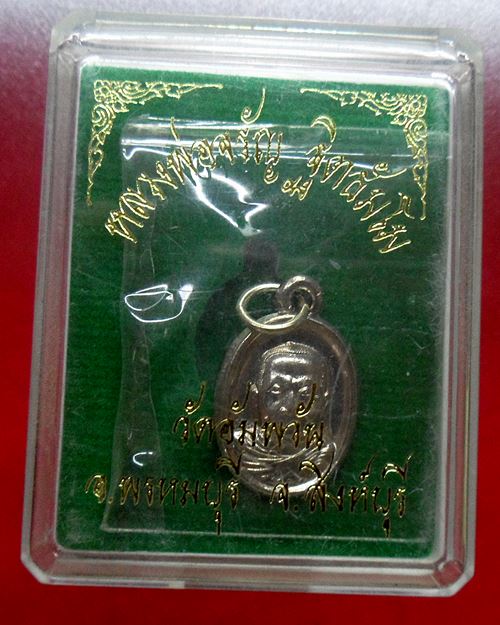 หลวงพ่อจรัญ ฐิตธัมโม
วัดอัมพวัน
อ.พรหมบุรี จ.สิงห์บุรี